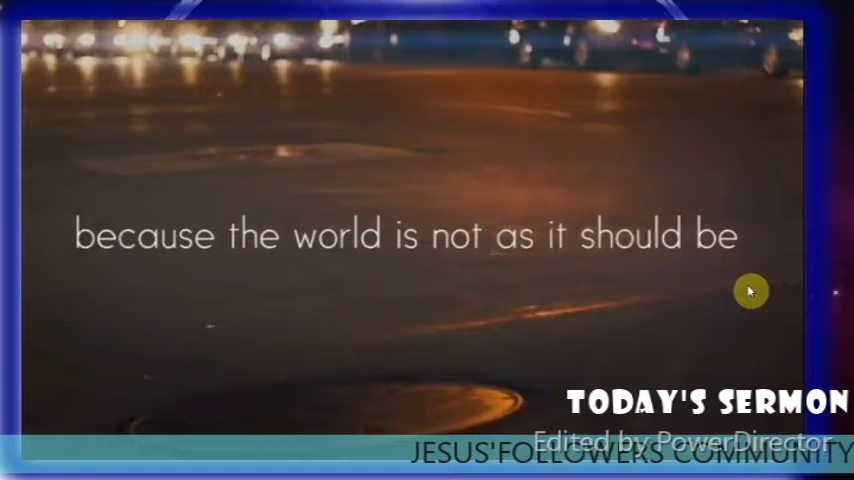 because the world is not as it should be
TODAY'S SERMON
Edited by PowerDirector
JESUS'FOLLOWERS COMMUNITY